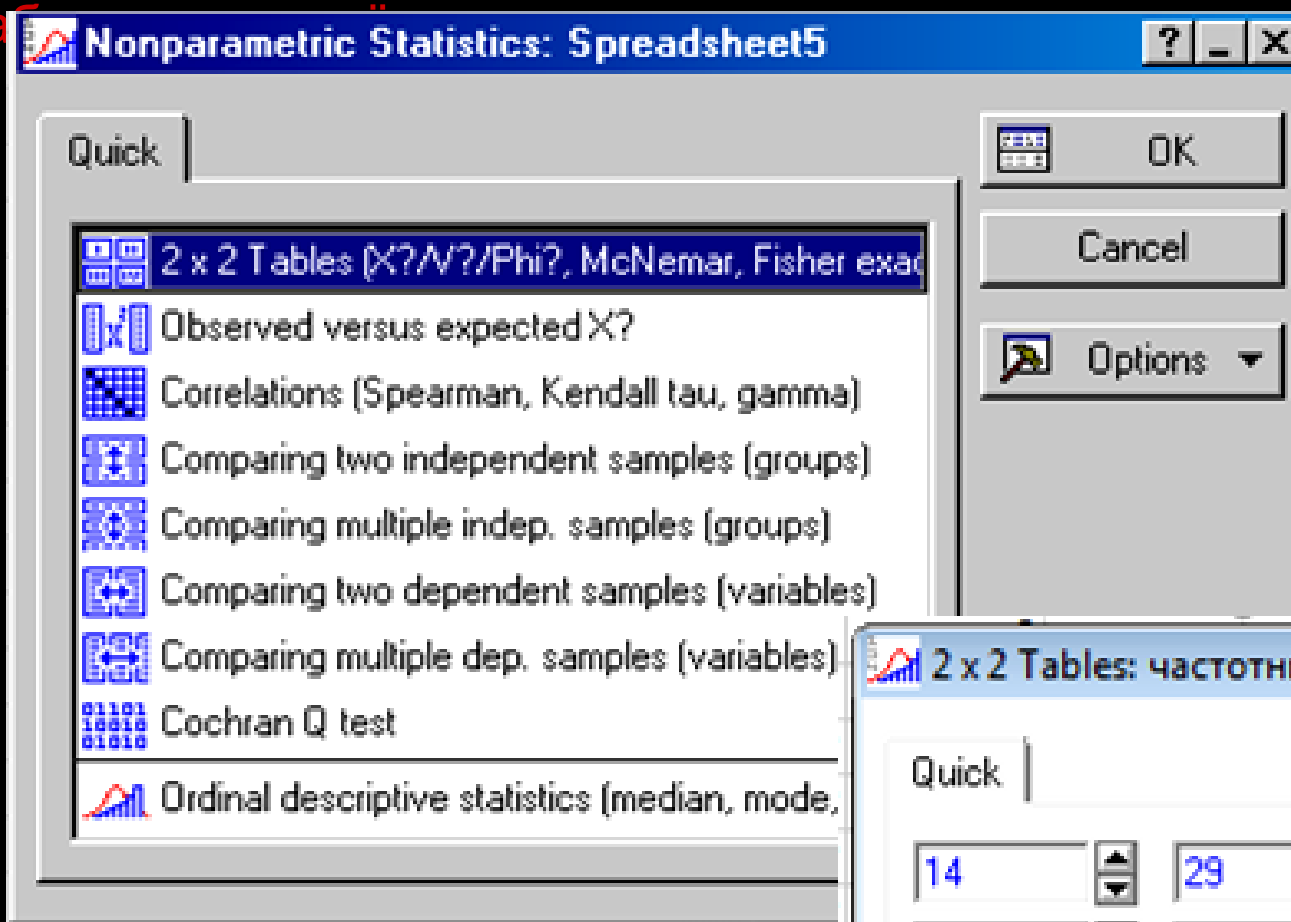 Nonparametric Statistics: Spreadsheet5
Quick
OK
Cancel
Options
2 x 2 Tables (X?/V?/Phi?, McNemar, Fisher exac
Observed versus expected X?
Correlations (Spearman, Kendall tau, gamma)
Comparing two independent samples (groups)
Comparing multiple indep. samples (groups)
Comparing two dependent samples (variables)
Comparing multiple dep. samples (variables)
Cochran Q test
Ordinal descriptive statistics (median, mode,
2 x 2 Tables: частотн
Quick
14 29